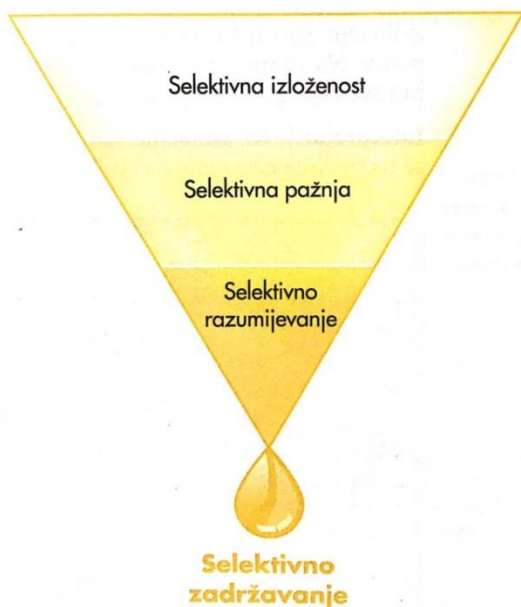 Selektivna izloženost
Selektivna pažnja
Selektivno
razumijevanje
Selektivno
zadržavanje